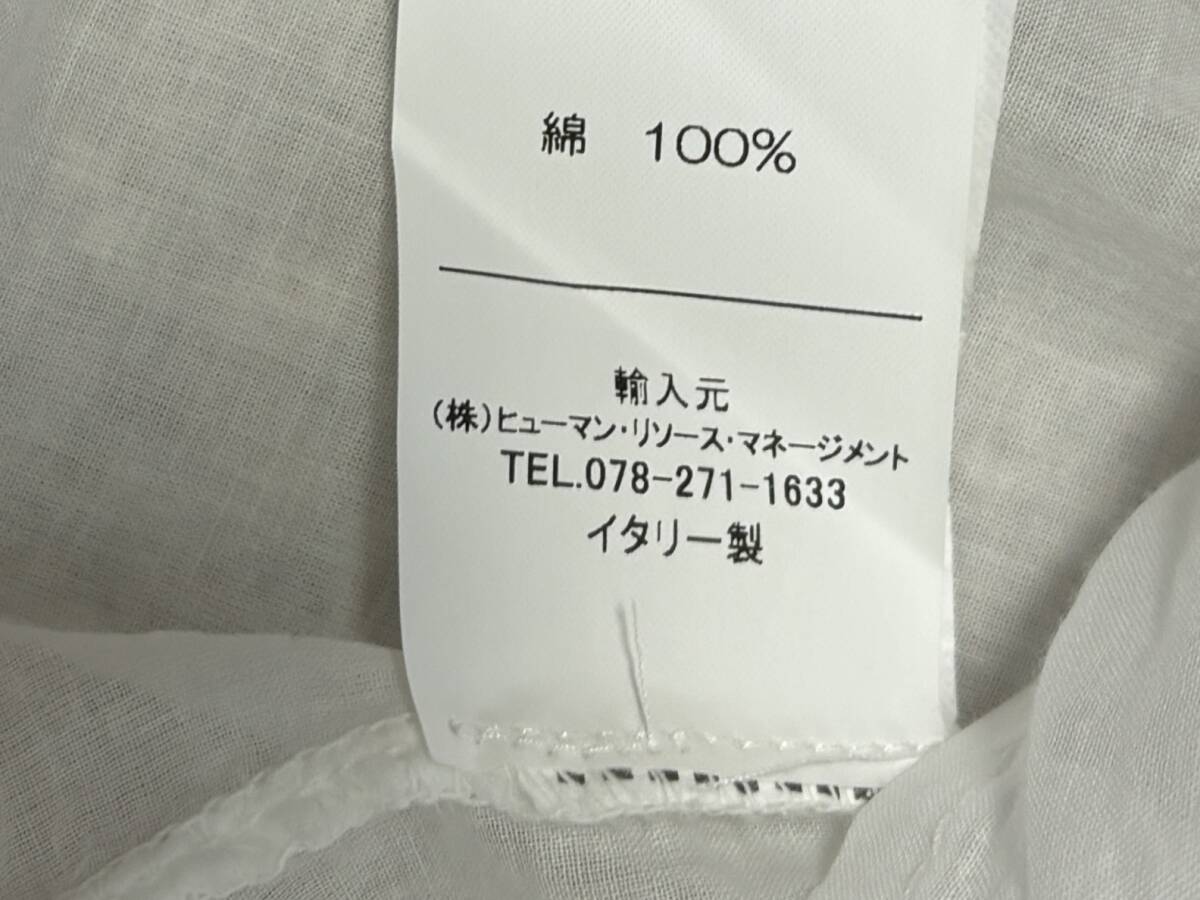 綿 100%
輸入元
(株)ヒューマン・リソース・マネージメント
TEL.078-271-1633
イタリー製